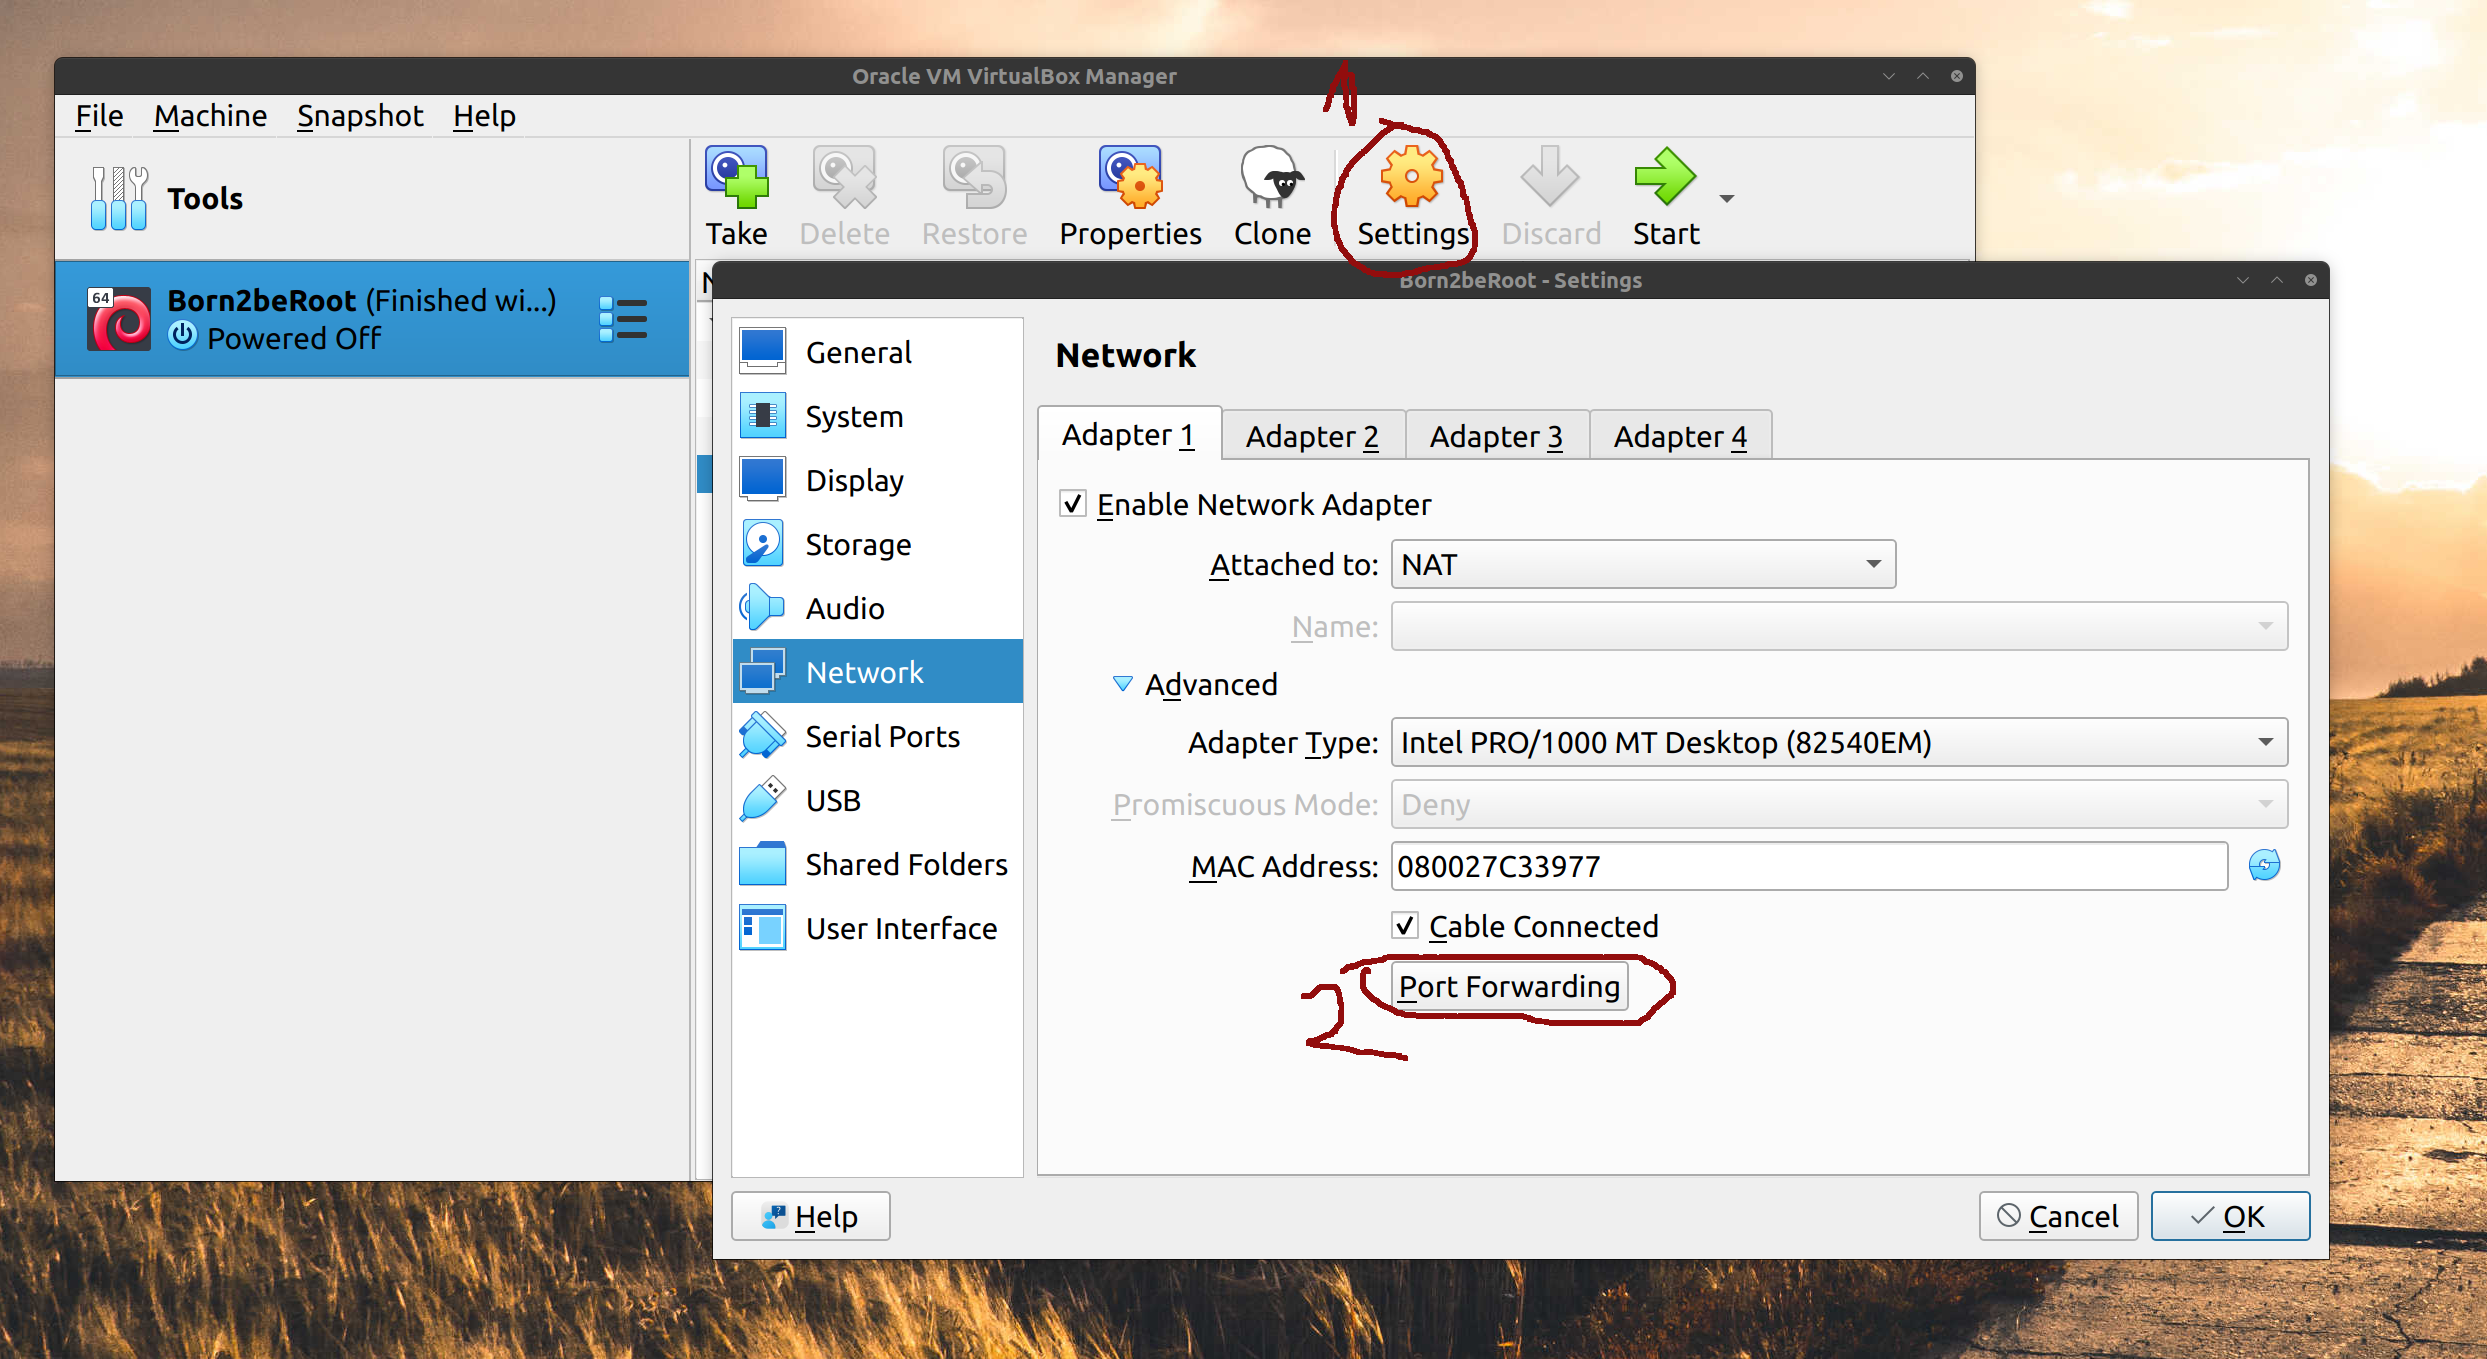 Oracle VM VirtualBox Manager
File Machine Snapshot Help
1
Tools
Take Delete Restore Properties Clone Settings Discard Start
64
Born2beRoot (Finished wi...)
Powered Off
N
Born2beRoot - Settings
General
System
Display
Storage
Audio
Network
Serial Ports
USB
Shared Folders
User Interface
Network
Adapter 1 Adapter 2 Adapter 3 Adapter 4
Enable Network Adapter
Attached to: NAT
Name:
Advanced
Adapter Type: Intel PRO/1000 MT Desktop (82540EM)
Promiscuous Mode: Deny
MAC Address: 080027C33977
Cable Connected
Port Forwarding
2
Help
Cancel OK